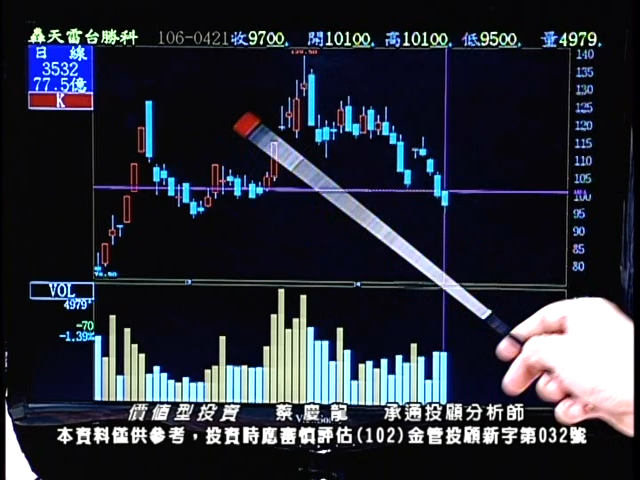 轟天雷台勝科 106-0421收9700. 開10100. 高10100. 低9500. 量4979.
日 線
3532
77.5億
K
140
135
130
125
120
115
110
105
100
95
90
85
80
VOL
4979
-70
-1.39%
價值型投資 蔡慶龍 承通投顧分析師
本資料僅供參考，投資時應審慎評估(102)金管投顧新字第032號